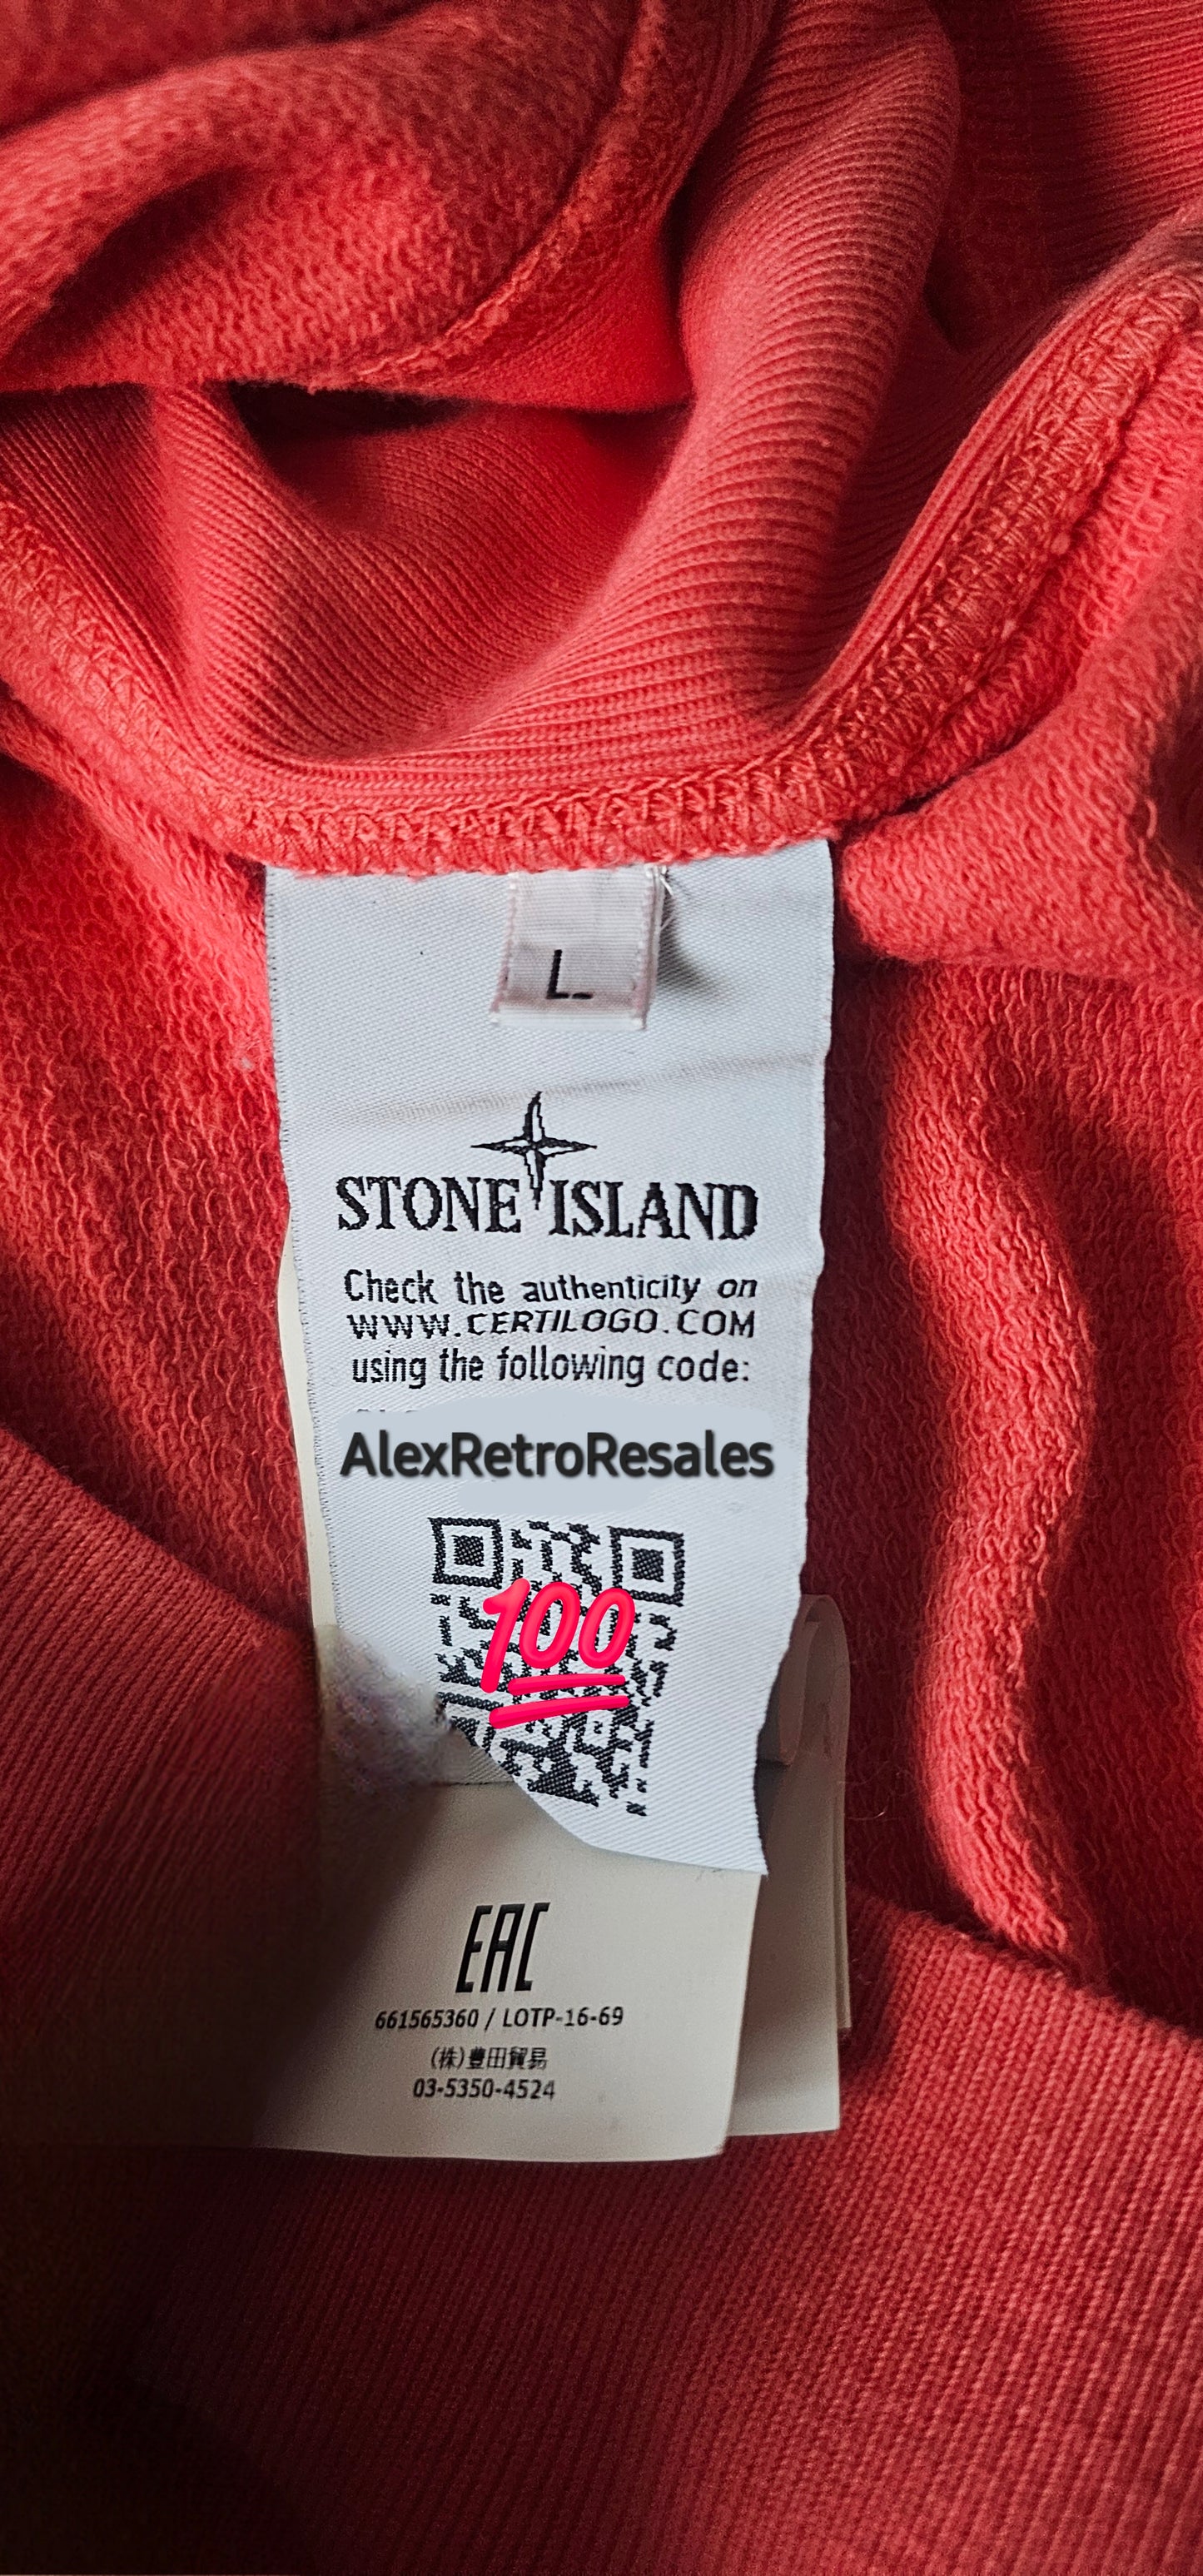 L
STONE ISLAND
Check the authenticity on
WWW.CERTILOGO.COM
using the following code:
AlexRetroResales
100
EAC
661565360 / LOTP-16-69
(株)豊田貿易
03-5350-4524